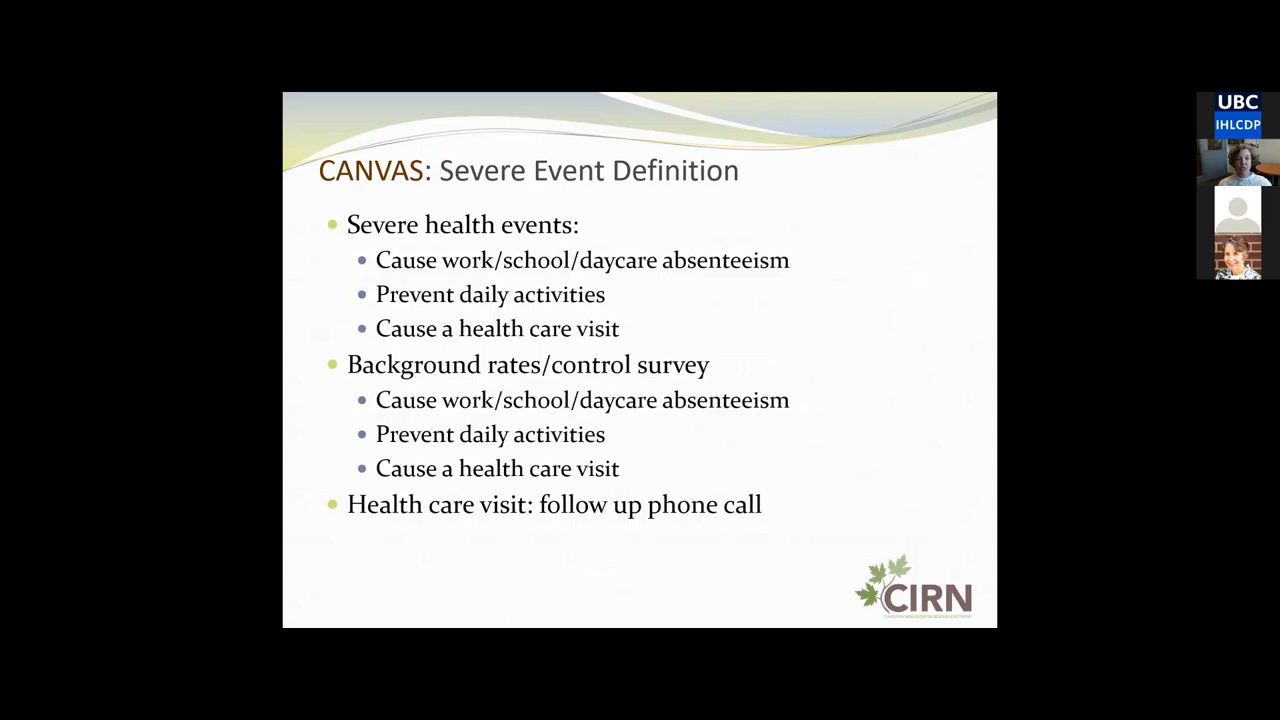 CANVAS: Severe Event Definition
Severe health events:
Cause work/school/daycare absenteeism
Prevent daily activities
Cause a health care visit
Background rates/control survey
Cause work/school/daycare absenteeism
Prevent daily activities
Cause a health care visit
Health care visit: follow up phone call
CIRN
UBC
IHLCDP